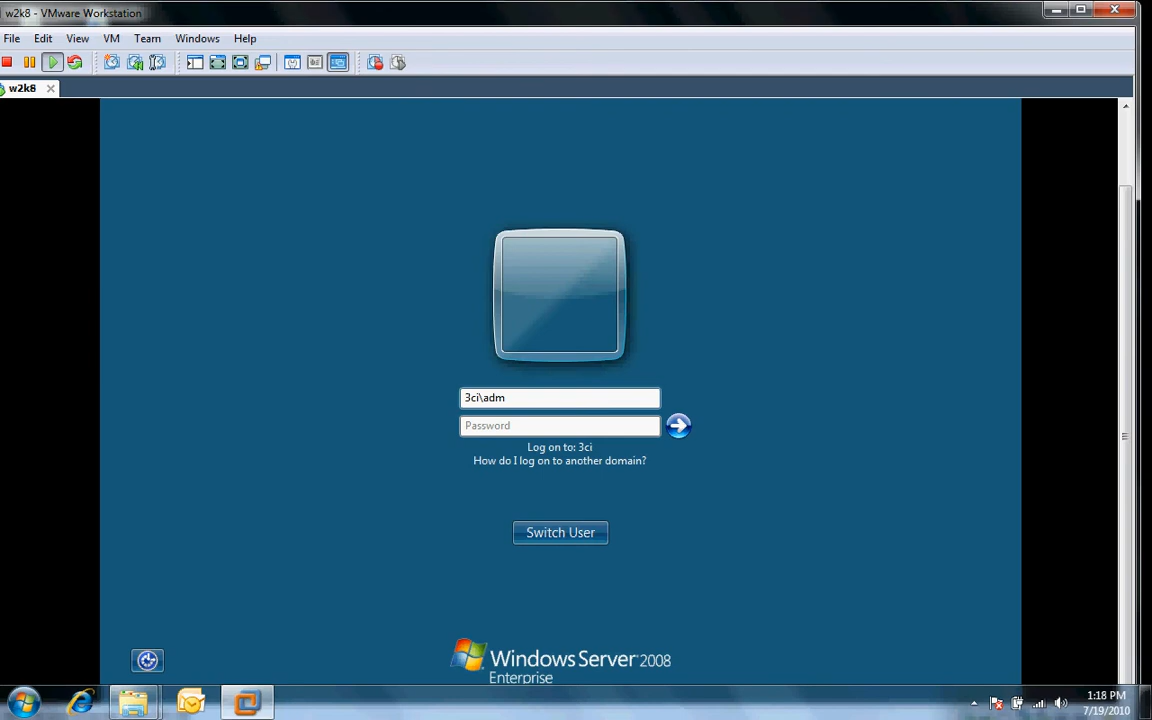 w2k8 - VMware Workstation
File Edit View VM Team Windows Help
w2k8
3ci\adm
Password
Log on to: 3ci
How do I log on to another domain?
Switch User
Windows Server 2008
Enterprise
1:18 PM
7/19/2010